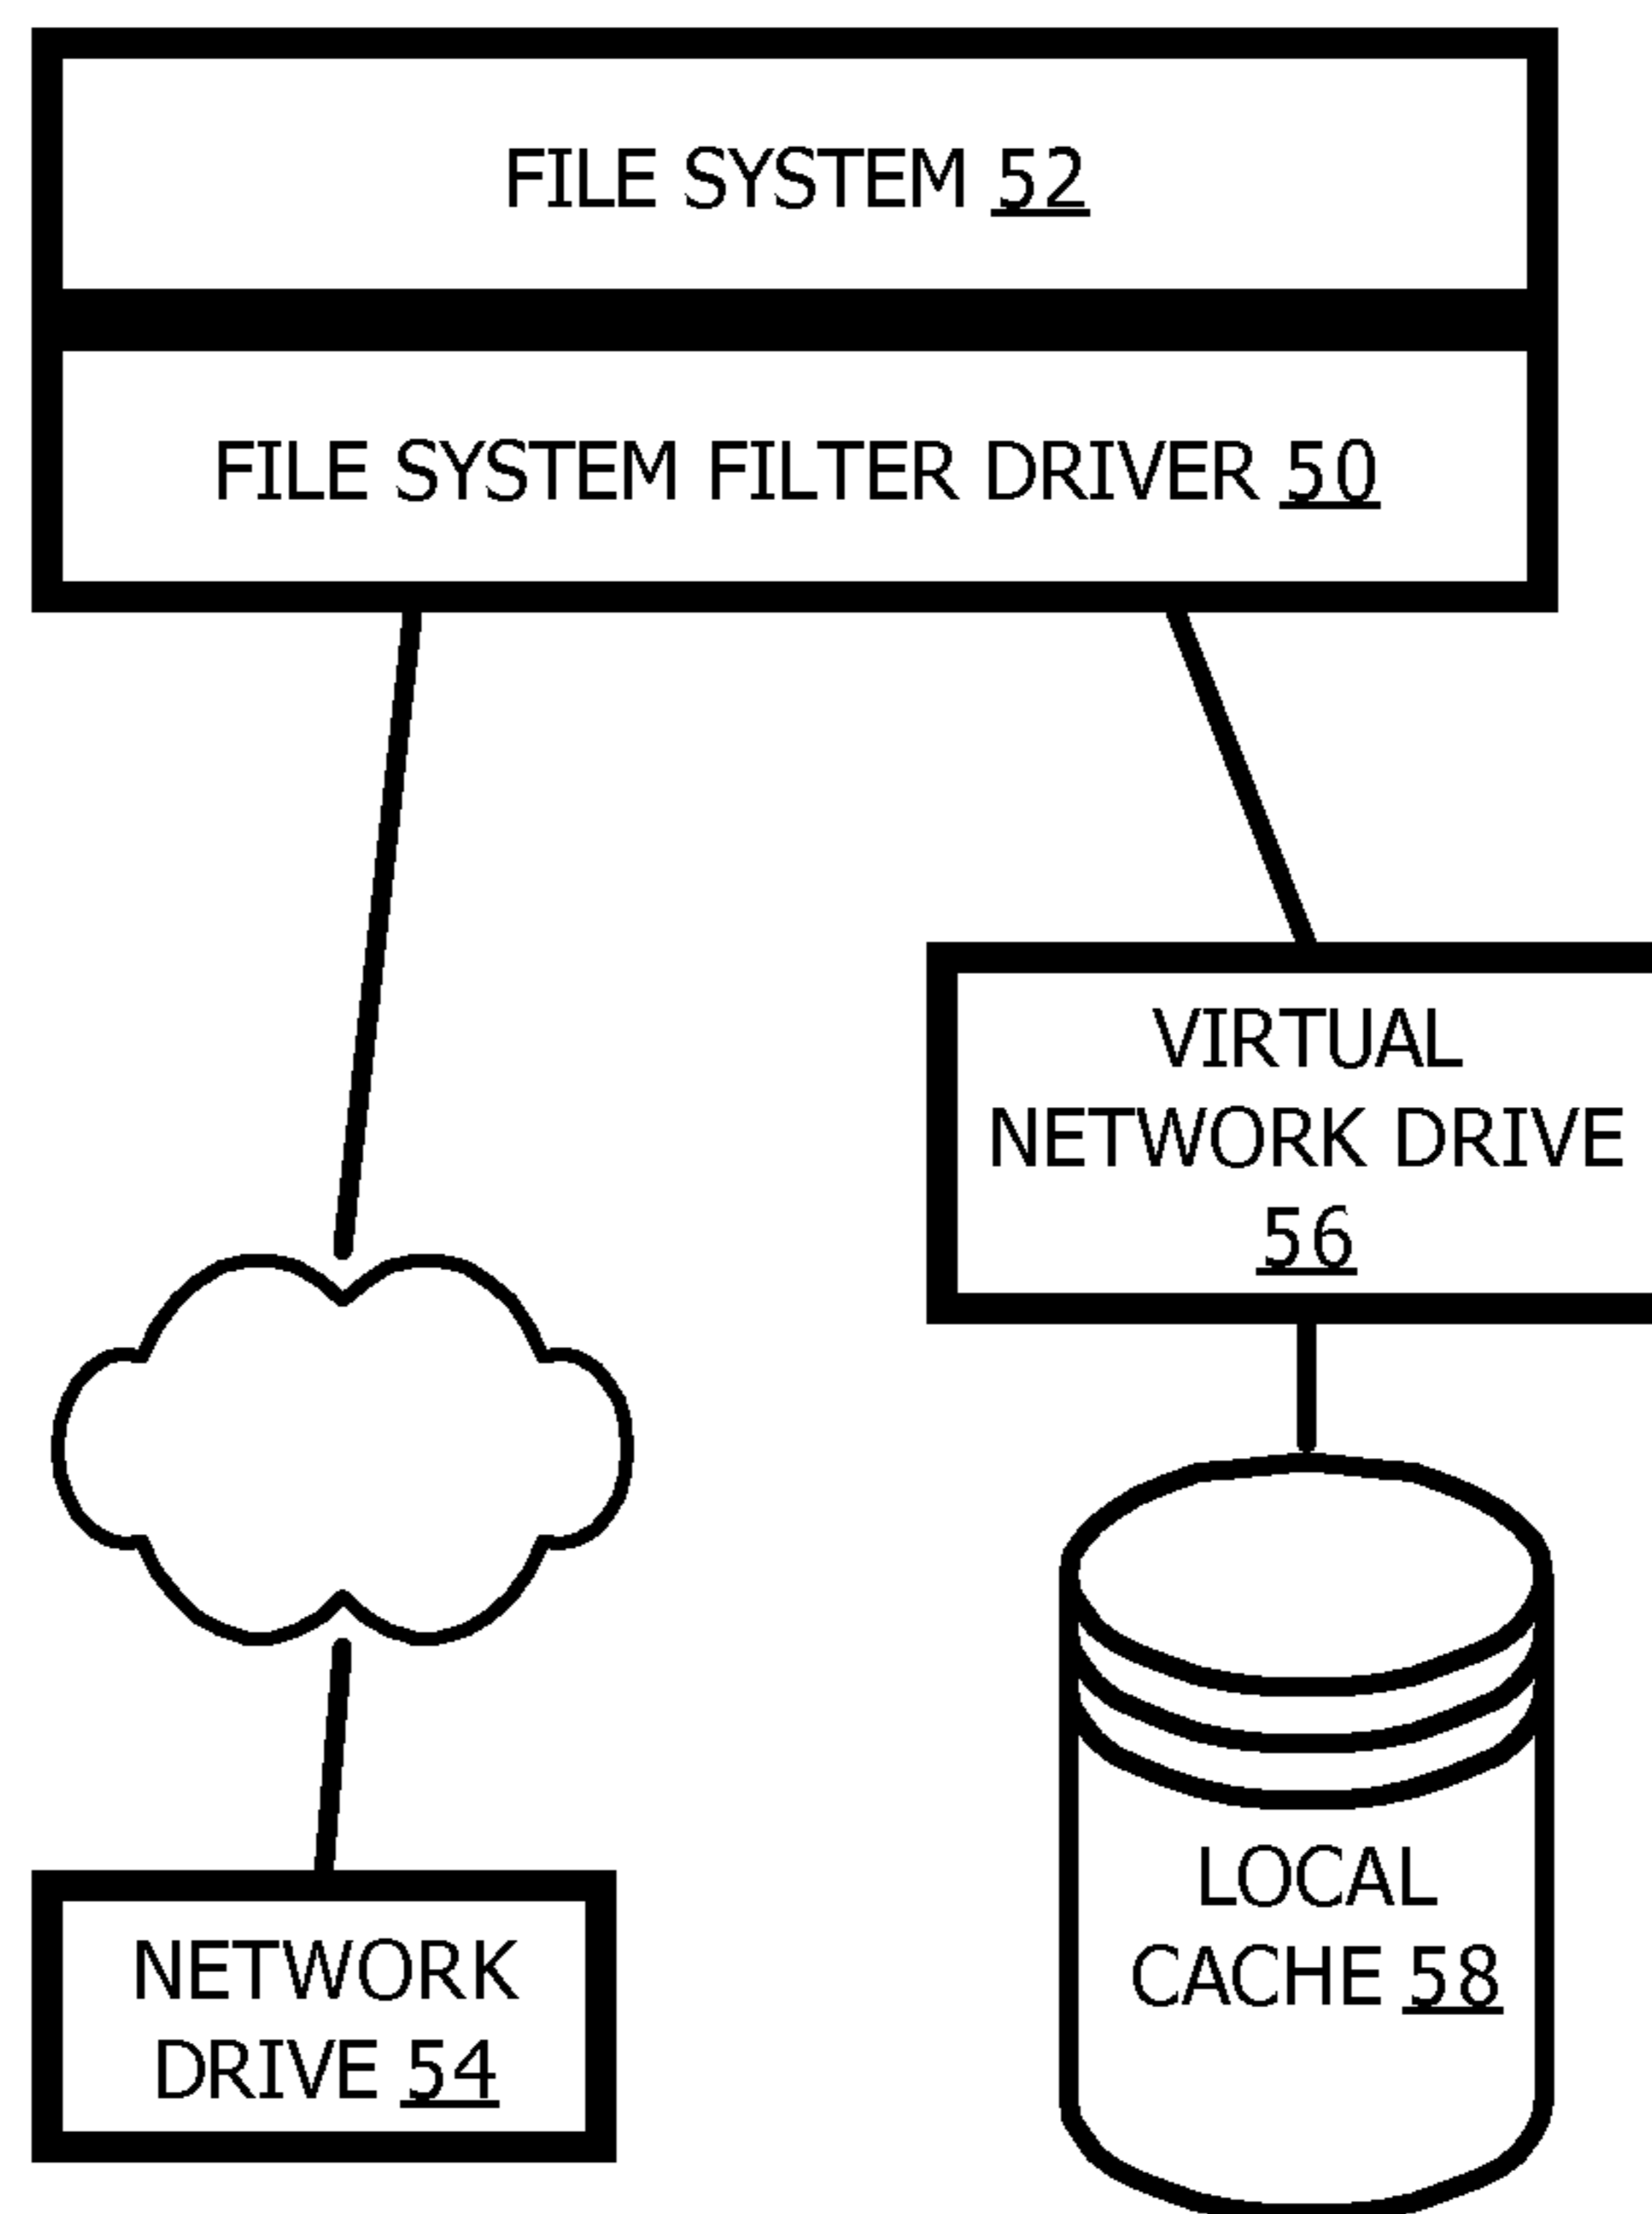 FILE SYSTEM 52
FILE SYSTEM FILTER DRIVER 50
VIRTUAL
NETWORK DRIVE
56
LOCAL
CACHE 58
NETWORK
DRIVE 54